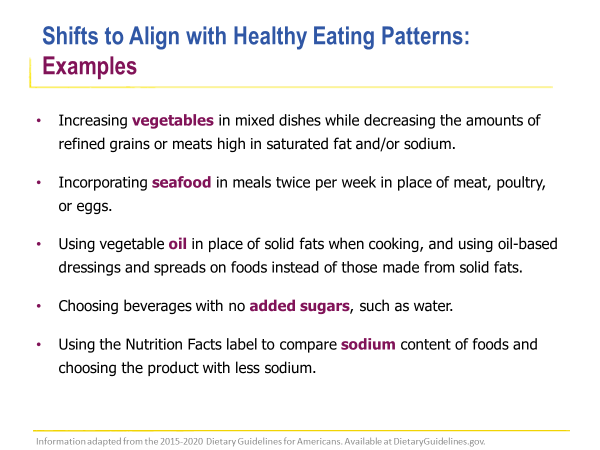 Shifts to Align with Healthy Eating Patterns:
Examples
• Increasing vegetables in mixed dishes while decreasing the amounts of
refined grains or meats high in saturated fat and/or sodium.
• Incorporating seafood in meals twice per week in place of meat, poultry,
or eggs.
• Using vegetable oil in place of solid fats when cooking, and using oil-based
dressings and spreads on foods instead of those made from solid fats.
• Choosing beverages with no added sugars, such as water.
• Using the Nutrition Facts label to compare sodium content of foods and
choosing the product with less sodium.
Information adapted from the 2015-2020 Dietary Guidelines for Americans. Available at DietaryGuidelines.gov.